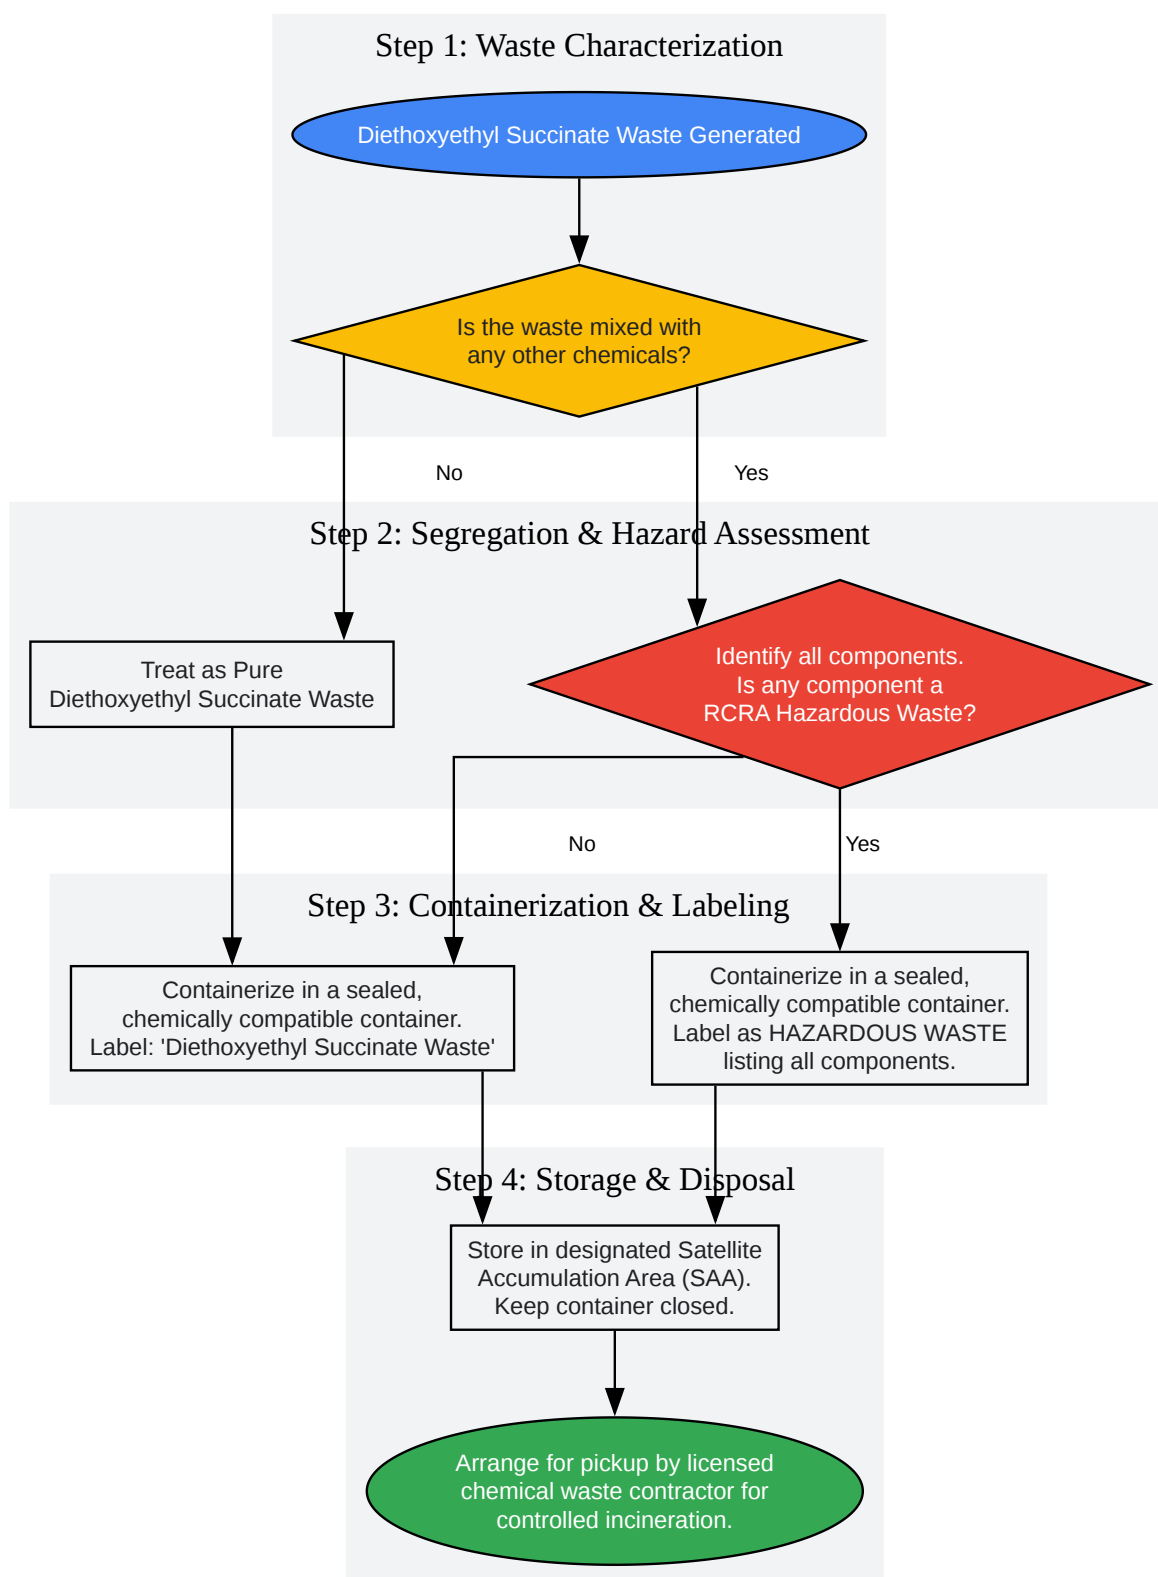 Step 1: Waste Characterization
Diethoxyethyl Succinate Waste Generated
Is the waste mixed with
any other chemicals?
No
Yes
Step 2: Segregation & Hazard Assessment
Treat as Pure
Diethoxyethyl Succinate Waste
Identify all components.
Is any component a
RCRA Hazardous Waste?
No
Yes
Step 3: Containerization & Labeling
Containerize in a sealed,
chemically compatible container.
Label: 'Diethoxyethyl Succinate Waste'
Containerize in a sealed,
chemically compatible container.
Label as HAZARDOUS WASTE
listing all components.
Step 4: Storage & Disposal
Store in designated Satellite
Accumulation Area (SAA).
Keep container closed.
Arrange for pickup by licensed
chemical waste contractor for
controlled incineration.